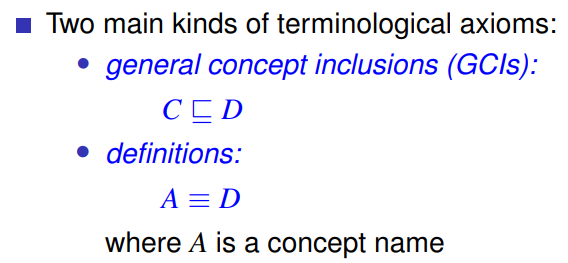 Two main kinds of terminological axioms:
general concept inclusions (GCIs):
C ⊑ D
definitions:
A ≡ D
where A is a concept name